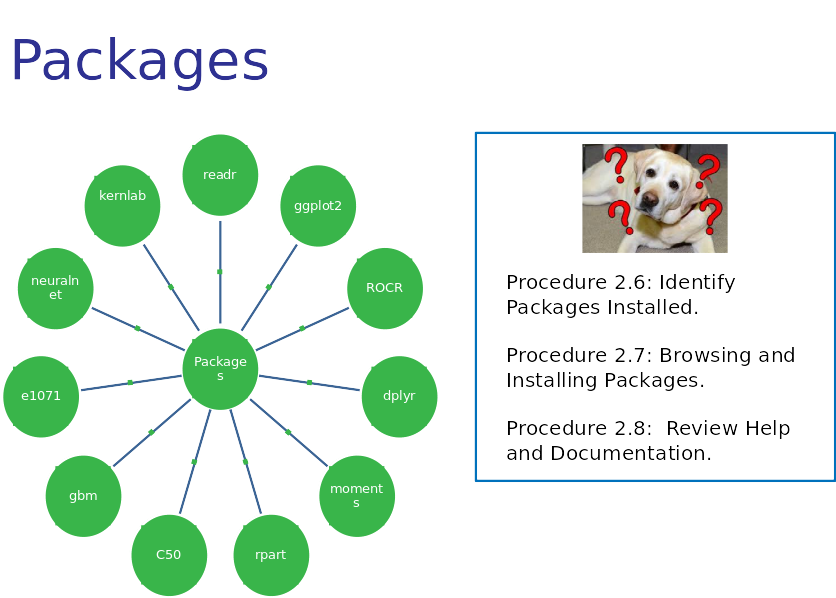 Packages
readr
ggplot2
ROCR
dplyr
moment
s
rpart
C50
gbm
e1071
neuraln
et
kernlab
Package
s
? ? ? ?
Procedure 2.6: Identify
Packages Installed.
Procedure 2.7: Browsing and
Installing Packages.
Procedure 2.8:  Review Help
and Documentation.